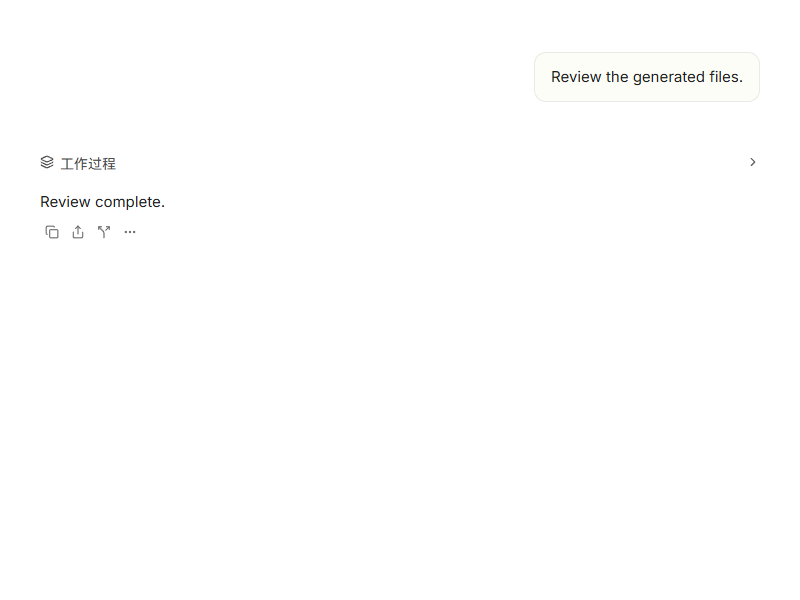 Review the generated files.
工作过程
Review complete.